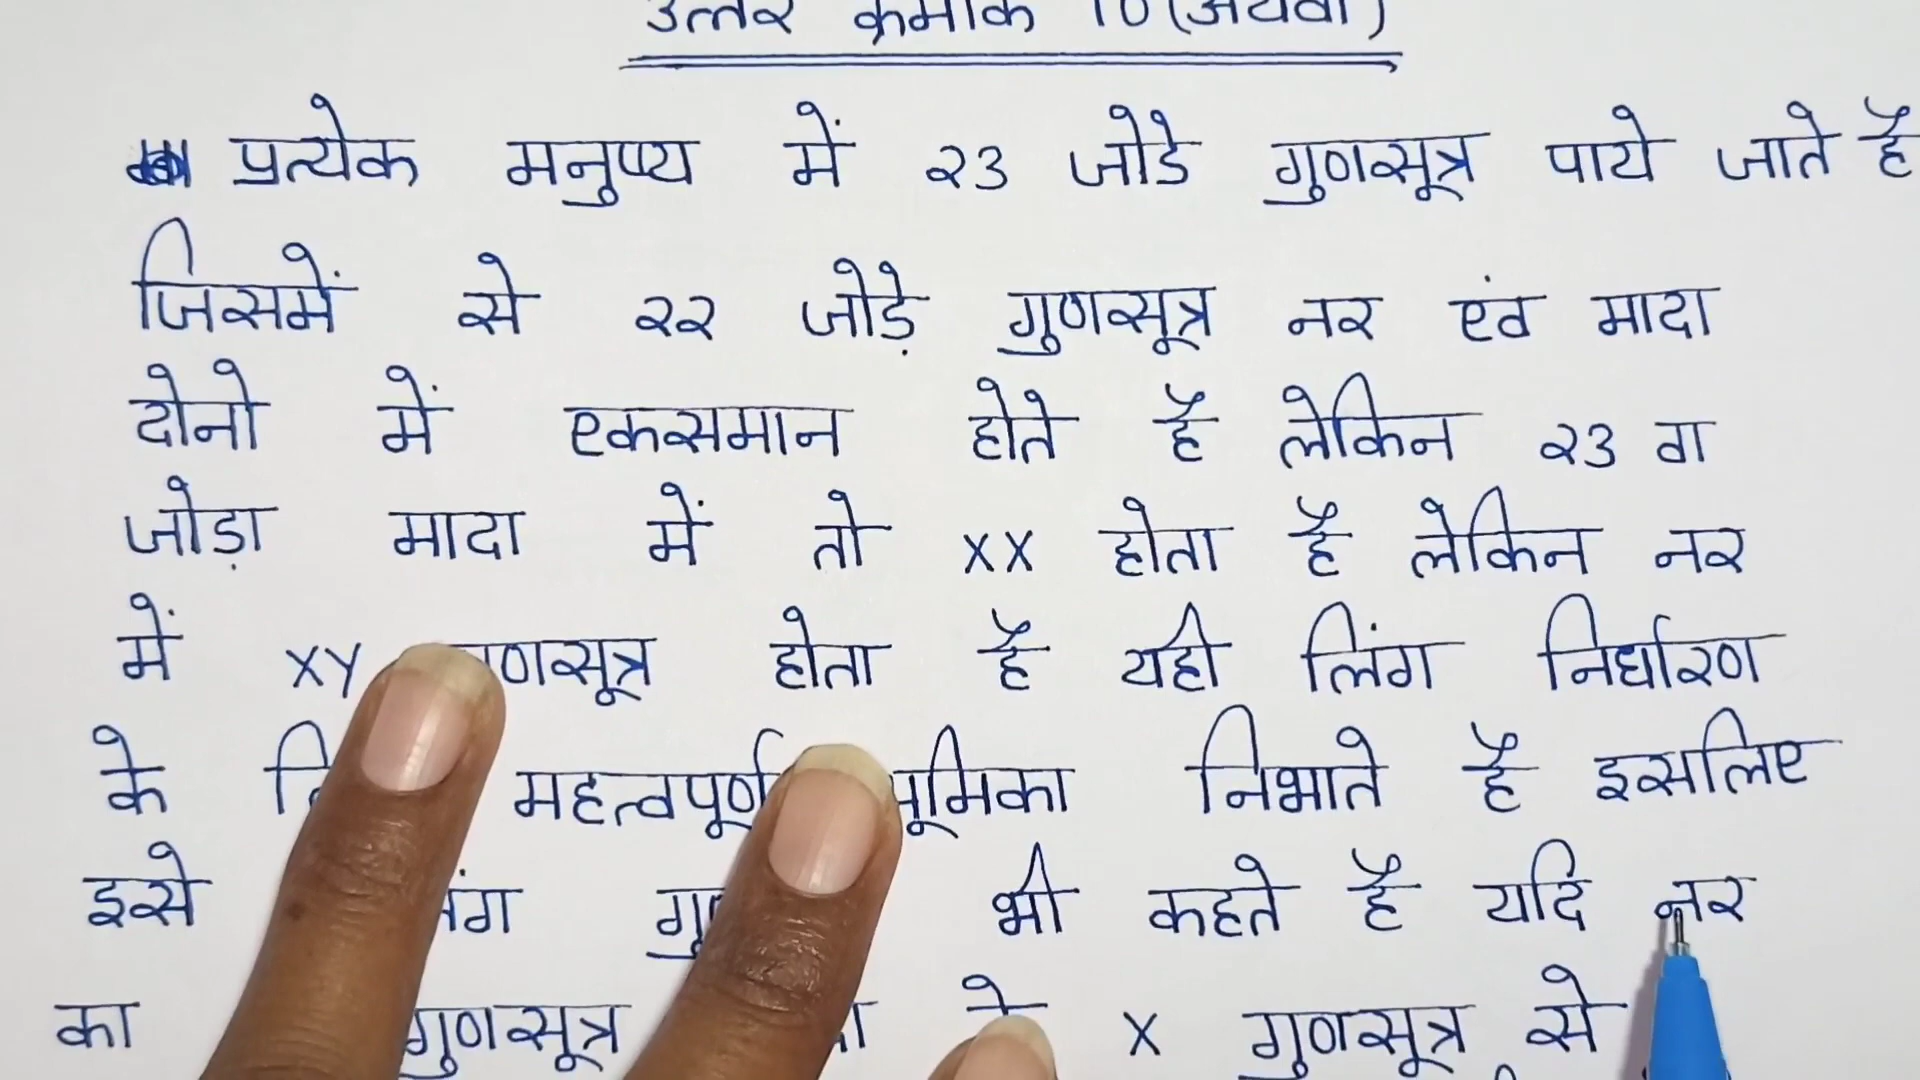 उत्तर क्रमांक 10 (अथवा)
प्रत्येक मनुष्य में २3 जोडे गुणसूत्र पाये जाते है
जिसमें से २२ जोड़े गुणसूत्र नर एंव मादा
दोनो में एकसमान होते है लेकिन २3 वा
जोड़ा मादा में तो XX होता है लेकिन नर
में XY गुणसूत्र होता है यही लिंग निर्धारण
के महत्वपूर्ण भूमिका निभाते है इसलिए
इसे भी कहते है यदि नर
का गुणसूत्र X गुणसूत्र से